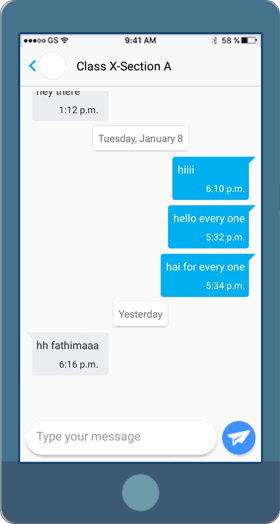 GS 9:41 AM 58 %
Class X-Section A
hey there
1:12 p.m.
Tuesday, January 8
hiiii
6:10 p.m.
hello every one
5:32 p.m.
hai for every one
5:34 p.m.
Yesterday
hh fathimaaa
6:16 p.m.
Type your message